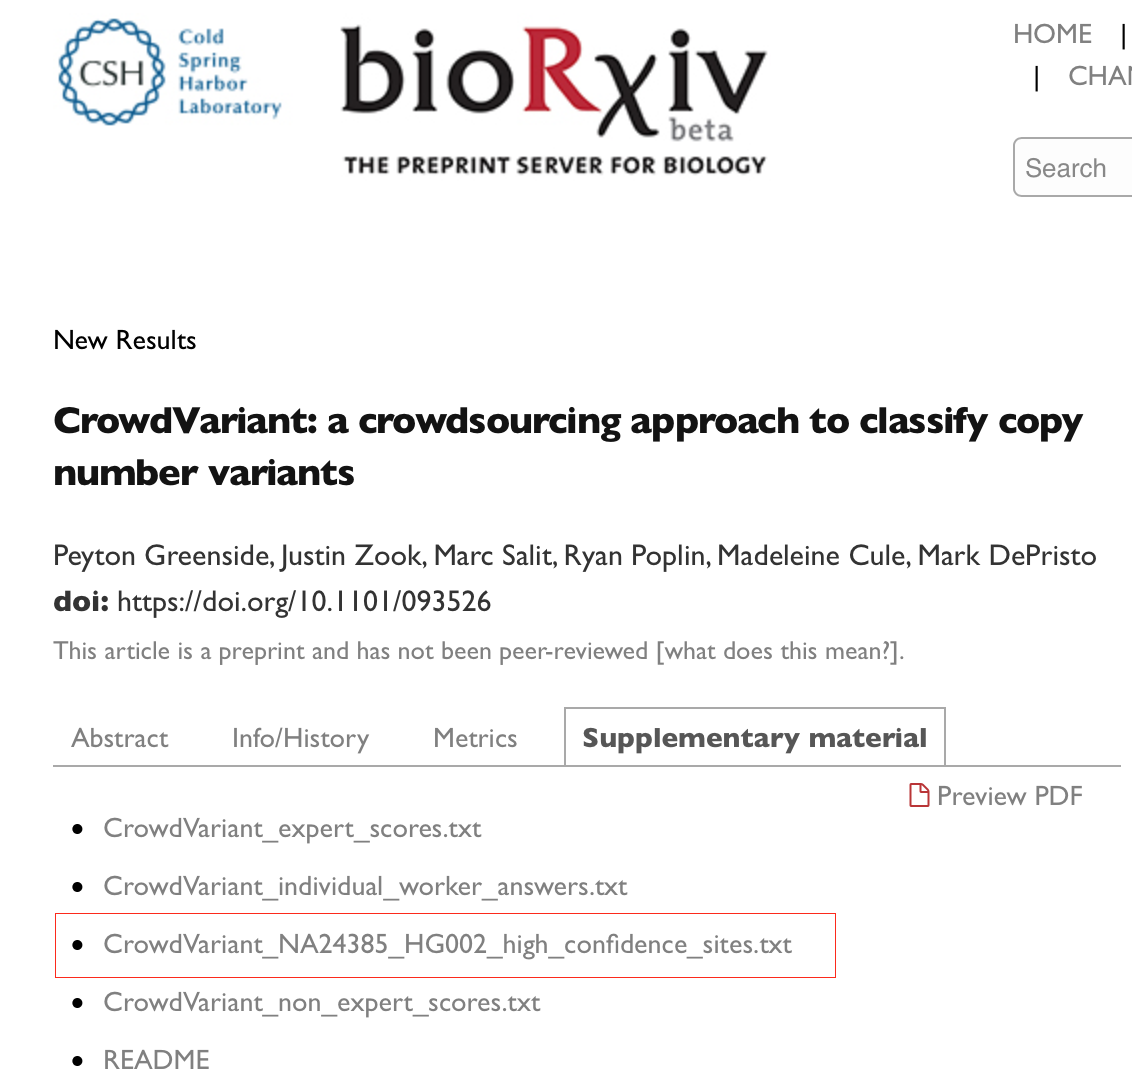 CSH
Cold
Spring
Harbor
Laboratory
bioRxiv
beta
THE PREPRINT SERVER FOR BIOLOGY
HOME |
| CHAN
Search
New Results
CrowdVariant: a crowdsourcing approach to classify copy
number variants
Peyton Greenside, Justin Zook, Marc Salit, Ryan Poplin, Madeleine Cule, Mark DePristo
doi: https://doi.org/10.1101/093526
This article is a preprint and has not been peer-reviewed [what does this mean?].
Abstract Info/History Metrics Supplementary material
Preview PDF
• CrowdVariant_expert_scores.txt
• CrowdVariant_individual_worker_answers.txt
• CrowdVariant_NA24385_HG002_high_confidence_sites.txt
• CrowdVariant_non_expert_scores.txt
• README